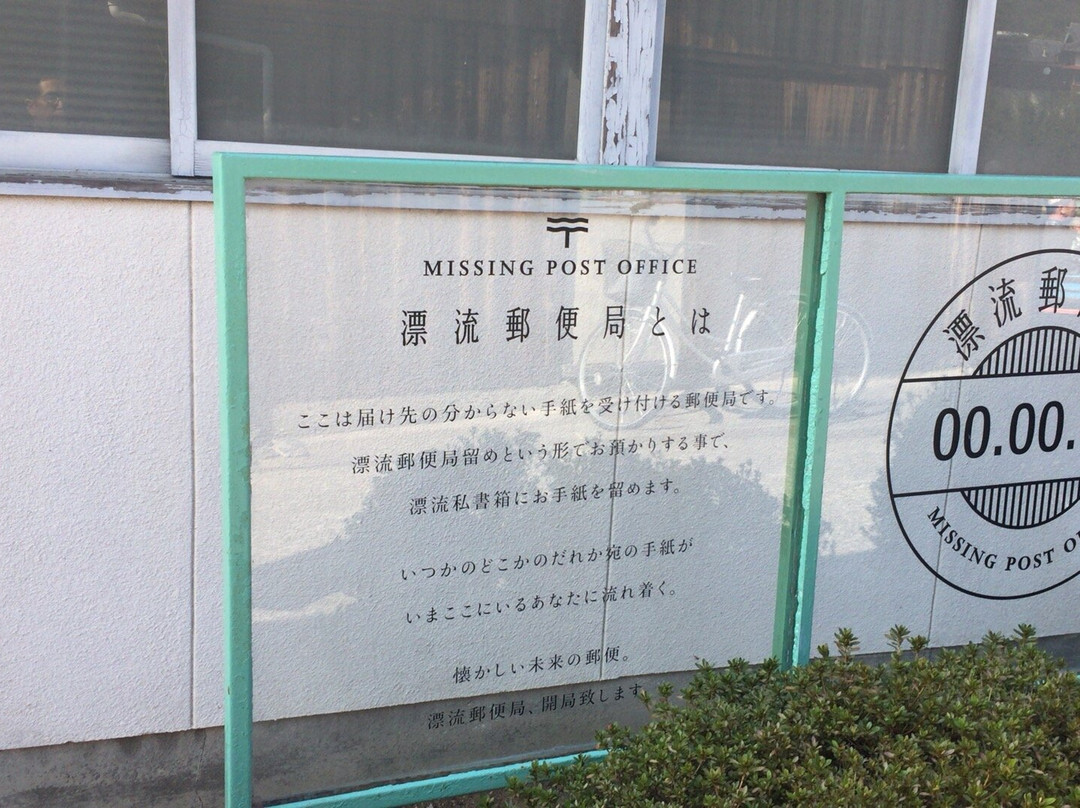 MISSING POST OFFICE
漂流郵便局とは
ここは届け先の分からない手紙を受け付ける郵便局です。
漂流郵便局留めという形でお預かりする事で、
漂流私書箱にお手紙を留めます。
いつかのどこかのだれか宛の手紙が
いまここにいるあなたに流れ着く。
懐かしい未来の郵便。
漂流郵便局、開局致します
漂流郵
00.00.
MISSING POST